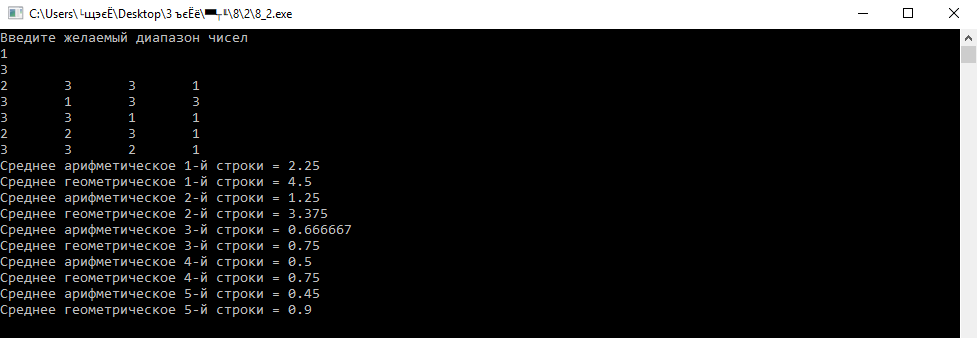 C:\Users\└щэєЁ\Desktop\3 ъєЁё\▀▀┬╙\8\2\8_2.exe
Введите желаемый диапазон чисел
1
3
2 3 3 1
3 1 3 3
3 3 1 1
2 2 3 1
3 3 2 1
Среднее арифметическое 1-й строки = 2.25
Среднее геометрическое 1-й строки = 4.5
Среднее арифметическое 2-й строки = 1.25
Среднее геометрическое 2-й строки = 3.375
Среднее арифметическое 3-й строки = 0.666667
Среднее геометрическое 3-й строки = 0.75
Среднее арифметическое 4-й строки = 0.5
Среднее геометрическое 4-й строки = 0.75
Среднее арифметическое 5-й строки = 0.45
Среднее геометрическое 5-й строки = 0.9